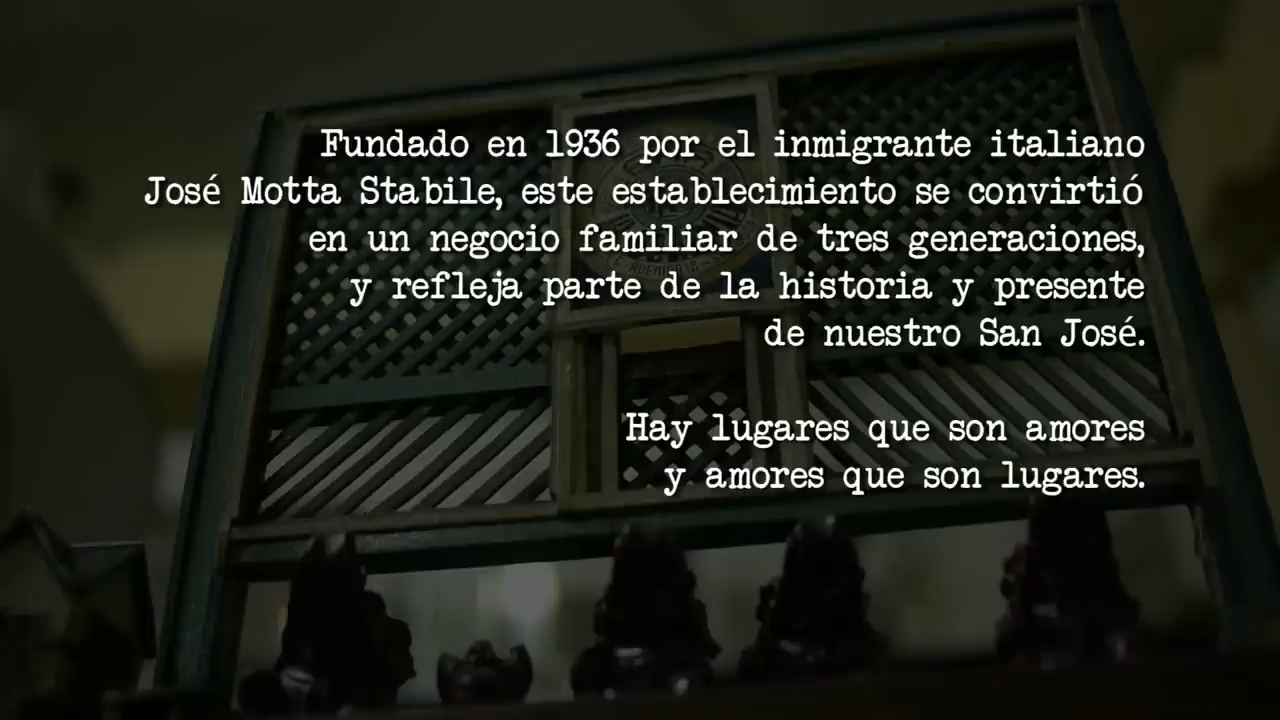 Fundado en 1936 por el inmigrante italiano
José Motta Stabile, este establecimiento se convirtió
en un negocio familiar de tres generaciones,
y refleja parte de la historia y presente
de nuestro San José.
Hay lugares que son amores
y amores que son lugares.